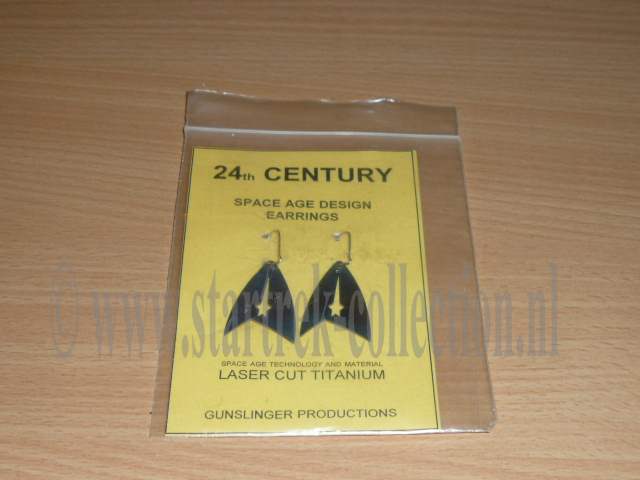 24th CENTURY
SPACE AGE DESIGN
EARRINGS
© www.startrek-collection.nl
SPACE AGE TECHNOLOGY AND MATERIAL
LASER CUT TITANIUM
GUNSLINGER PRODUCTIONS